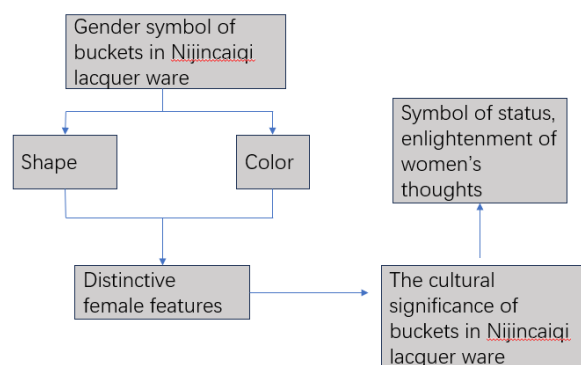 Gender symbol of
buckets in Nijincaiqi
lacquer ware
Symbol of status,
enlightenment of
women's
thoughts
Shape
Color
Distinctive
female features
The cultural
significance of
buckets in Nijincaiqi
lacquer ware